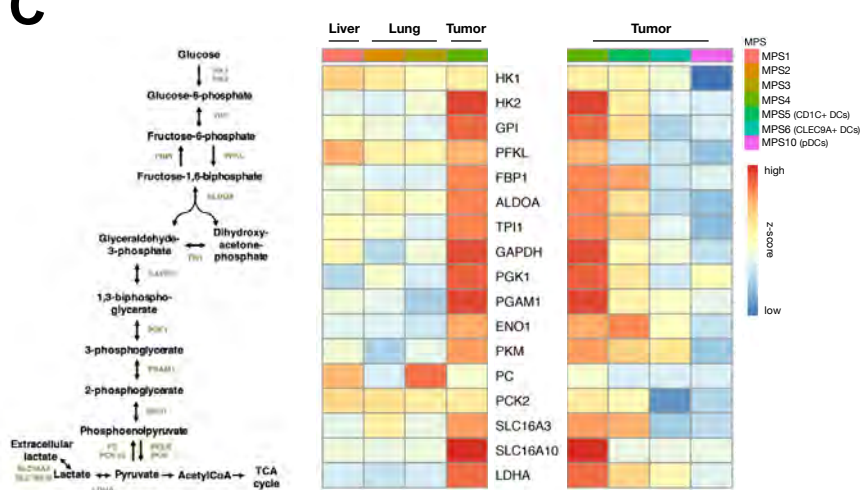 C
Liver Lung Tumor Tumor
MPS
MPS1
MPS2
MPS3
MPS4
MPS5 (CD1C+ DCs)
MPS6 (CLEC9A+ DCs)
MPS10 (pDCs)
high
z-score
low
HK1
HK2
GPI
PFKL
FBP1
ALDOA
TPI1
GAPDH
PGK1
PGAM1
ENO1
PKM
PC
PCK2
SLC16A3
SLC16A10
LDHA
Glucose
Glucose-6-phosphate
Fructose-6-phosphate
Fructose-1,6-biphosphate
Glyceraldehyde-
3-phosphate
Dihydroxy-
acetone-
phosphate
1,3-biphospho-
glycerate
3-phosphoglycerate
PGAM1
2-phosphoglycerate
Phosphoenolpyruvate
Extracellular
lactate
Lactate Pyruvate AcetylCoA TCA
cycle